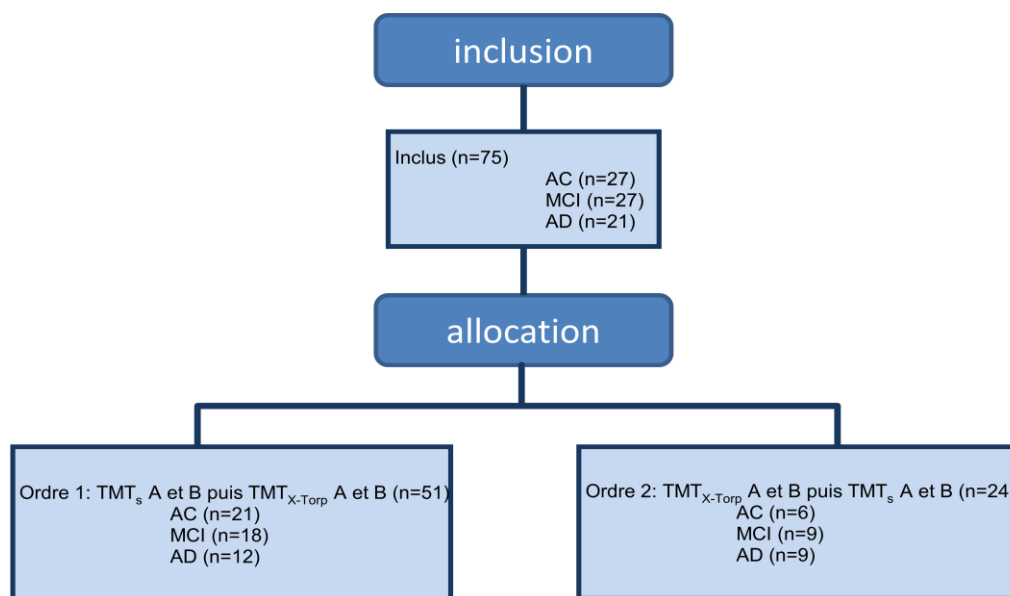 inclusion
Inclus (n=75)
AC (n=27)
MCI (n=27)
AD (n=21)
allocation
Ordre 1: TMTs A et B puis TMTX-Torp A et B (n=51)
AC (n=21)
MCI (n=18)
AD (n=12)
Ordre 2: TMTX-Torp A et B puis TMTs A et B (n=24
AC (n=6)
MCI (n=9)
AD (n=9)